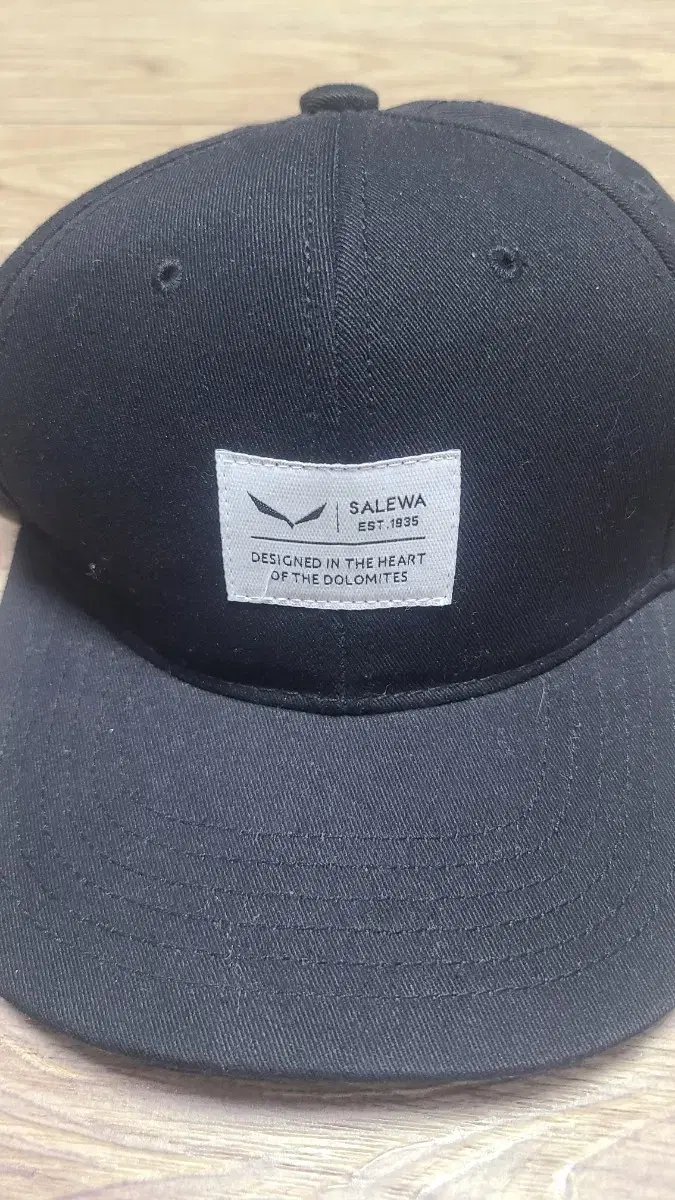 SALEWA
EST.1935
DESIGNED IN THE HEART
OF THE DOLOMITES